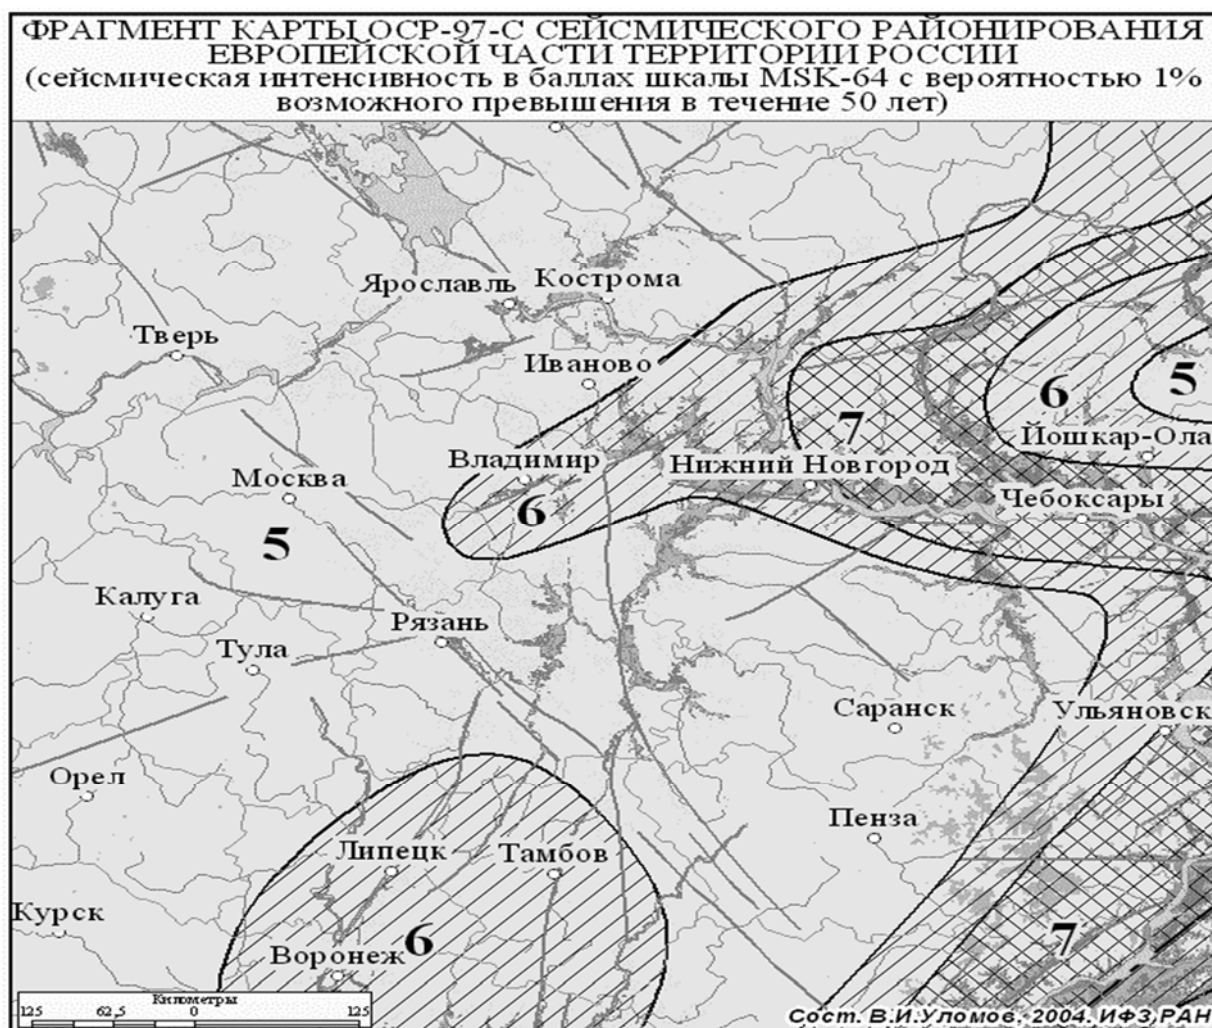 ФРАГМЕНТ КАРТЫ ОСР-97-С СЕЙСМИЧЕСКОГО РАЙОНИРОВАНИЯ
ЕВРОПЕЙСКОЙ ЧАСТИ ТЕРРИТОРИИ РОССИИ
(сейсмическая интенсивность в баллах шкалы MSK-64 с вероятностью 1%
возможного превышения в течение 50 лет)
Ярославль
Кострома
Тверь
Иваново
6
5
7
Йошкар-Ола
Владимир
Нижний Новгород
Москва
Чебоксары
6
5
Калуга
Рязань
Тула
Саранск
Ульяновск
Орел
Пенза
Липецк
Тамбов
Курск
6
7
Воронеж
Километры
125 62,5 0 125
Сост. В.И.Уломов, 2004. ИФЗ,РАН